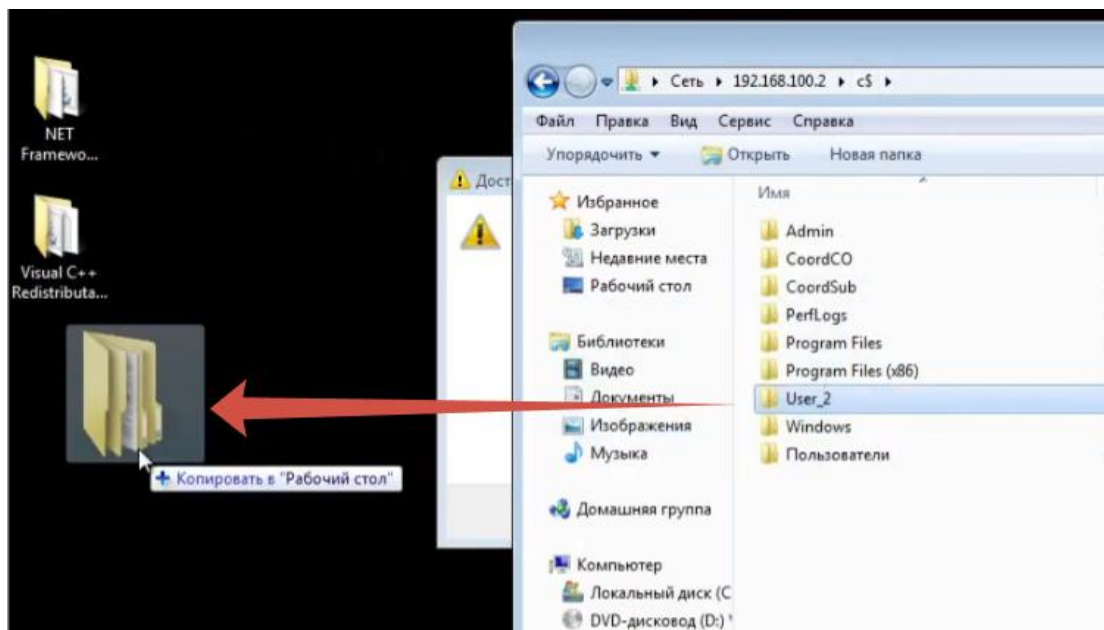 NET
Framewo...
Visual C++
Redistributa...
Копировать в "Рабочий стол"
Дост
Сеть 192.168.100.2 c$
Файл Правка Вид Сервис Справка
Упорядочить Открыть Новая папка
Избранное
Загрузки
Недавние места
Рабочий стол
Библиотеки
Видео
Документы
Изображения
Музыка
Домашняя группа
Компьютер
Локальный диск (C
DVD-дисковод (D:)
Имя
Admin
CoordCO
CoordSub
PerfLogs
Program Files
Program Files (x86)
User_2
Windows
Пользователи